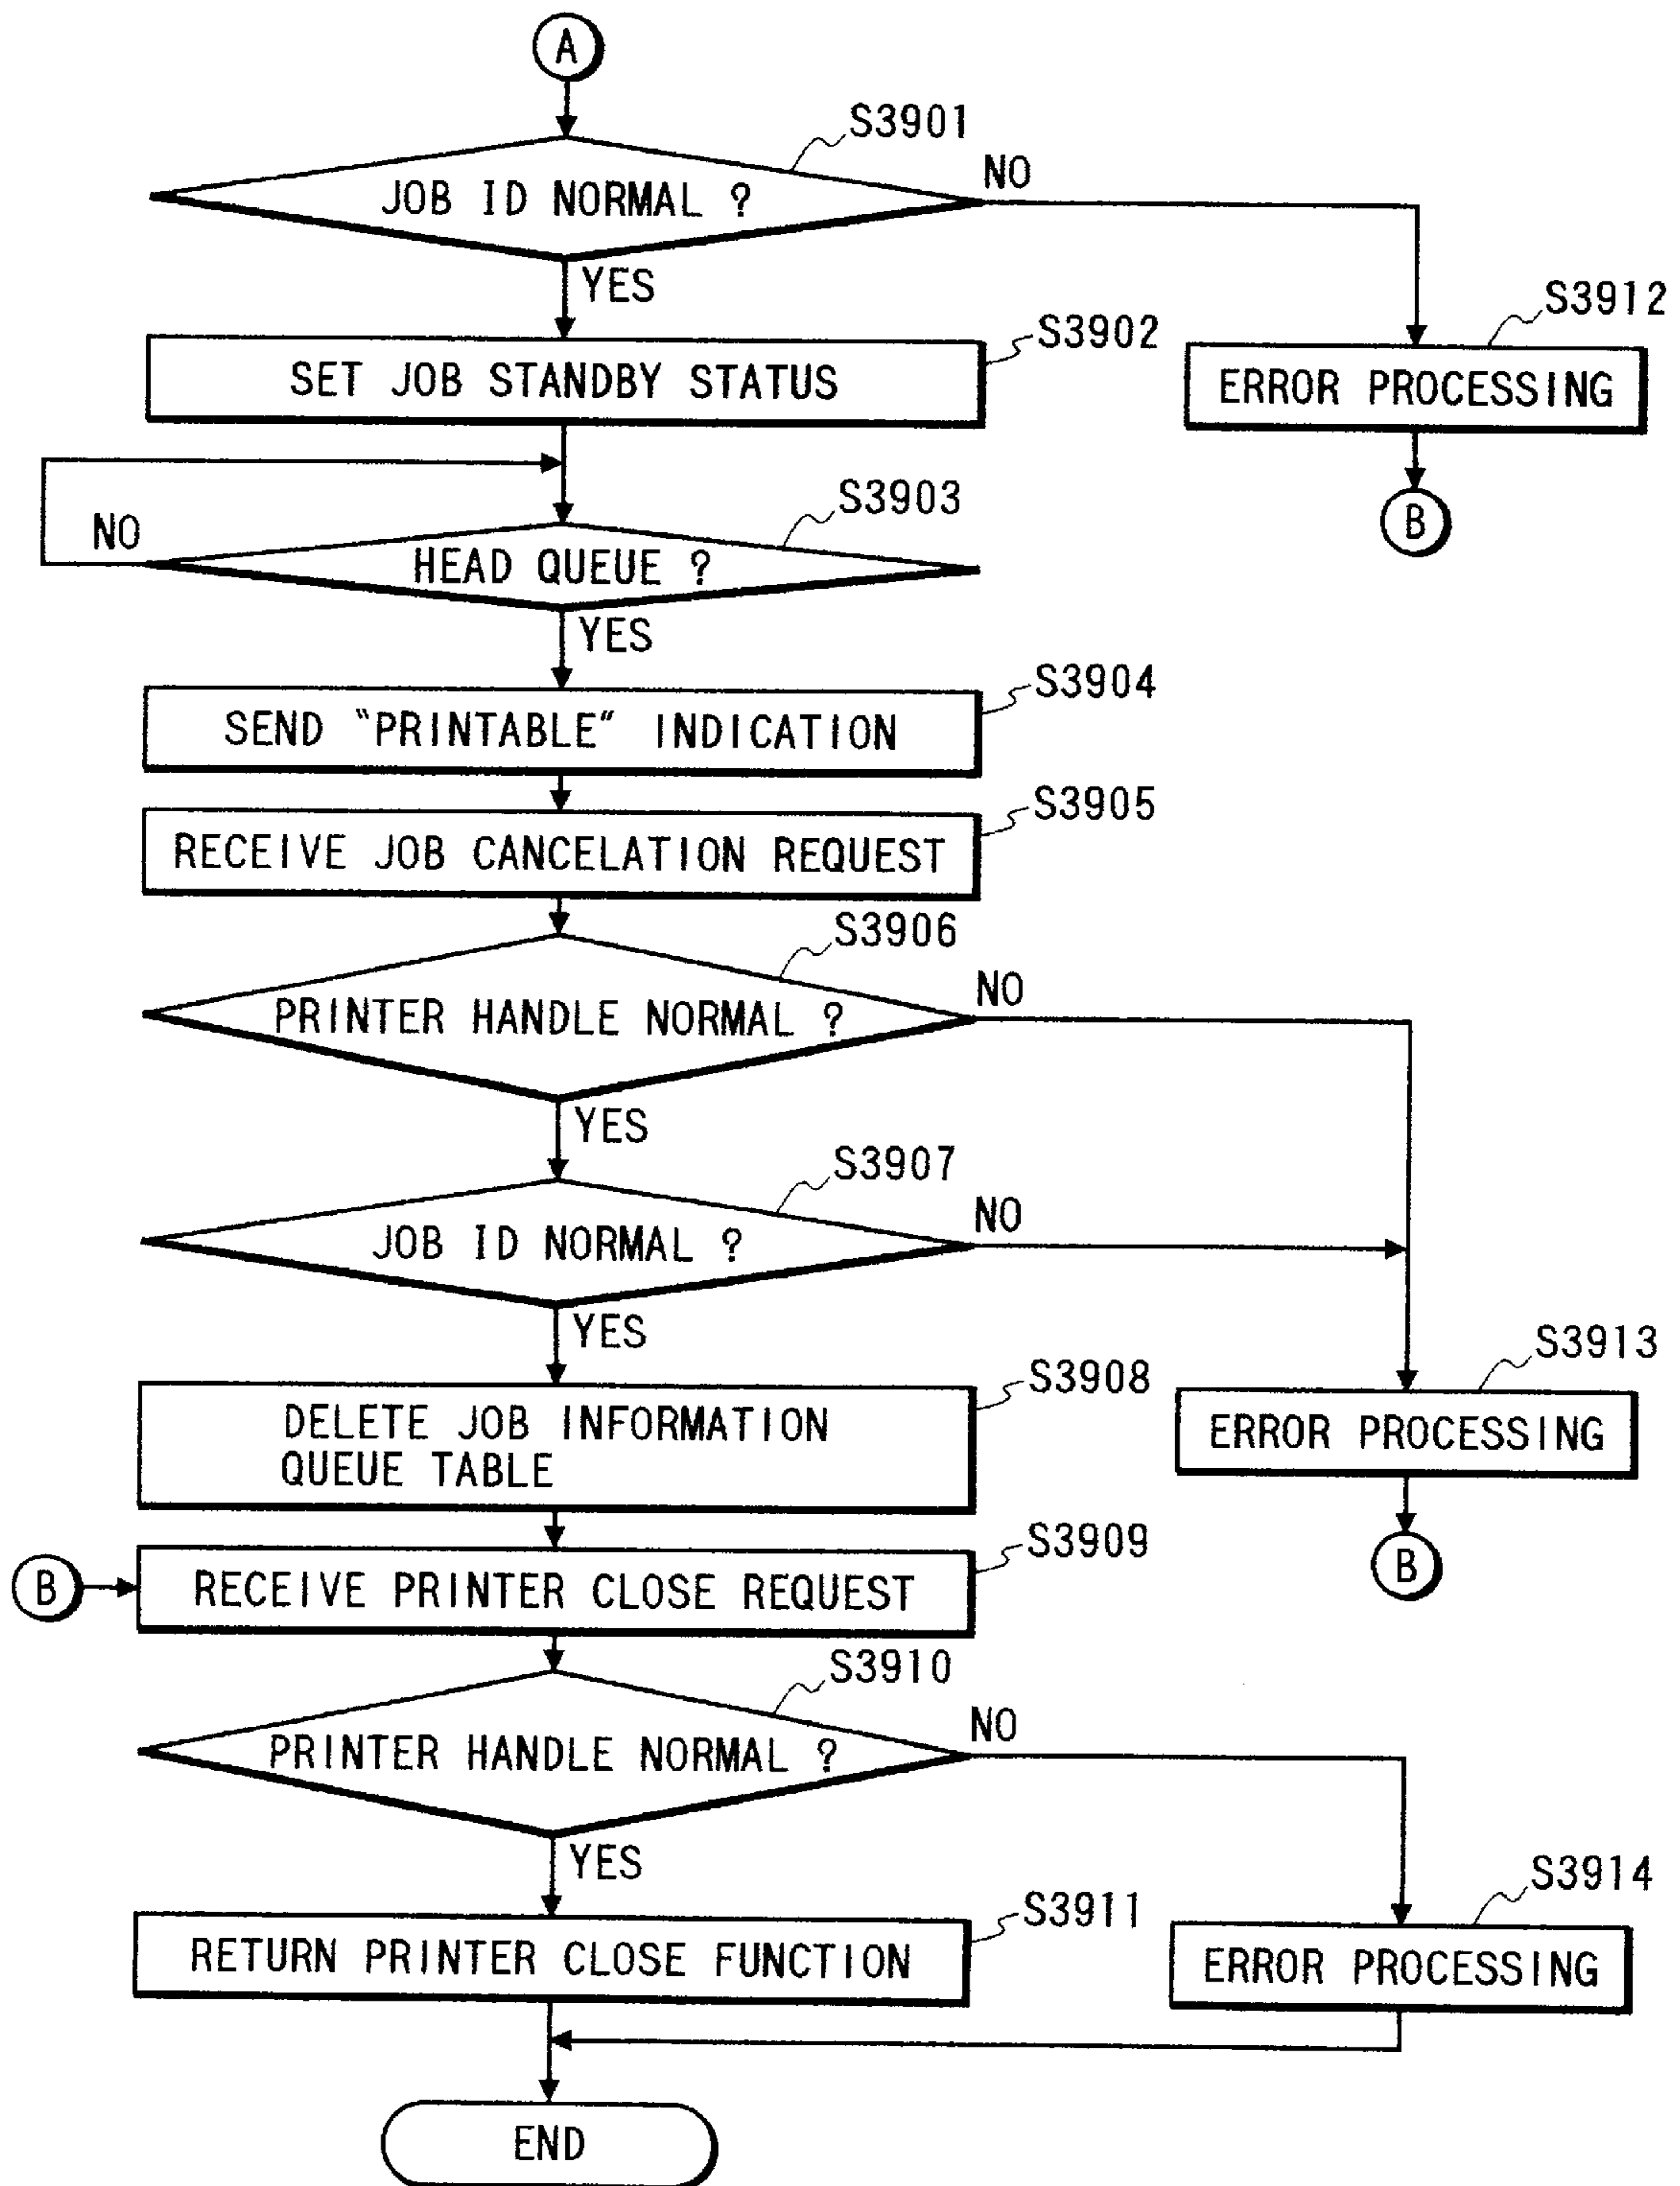 A
S3901
JOB ID NORMAL ?
NO
YES
S3912
S3902
SET JOB STANDBY STATUS
ERROR PROCESSING
B
S3903
NO
HEAD QUEUE ?
YES
S3904
SEND "PRINTABLE" INDICATION
S3905
RECEIVE JOB CANCELATION REQUEST
S3906
PRINTER HANDLE NORMAL ?
NO
YES
S3907
JOB ID NORMAL ?
NO
YES
S3913
S3908
DELETE JOB INFORMATION
QUEUE TABLE
ERROR PROCESSING
B
S3909
B
RECEIVE PRINTER CLOSE REQUEST
S3910
PRINTER HANDLE NORMAL ?
NO
YES
S3914
S3911
RETURN PRINTER CLOSE FUNCTION
ERROR PROCESSING
END